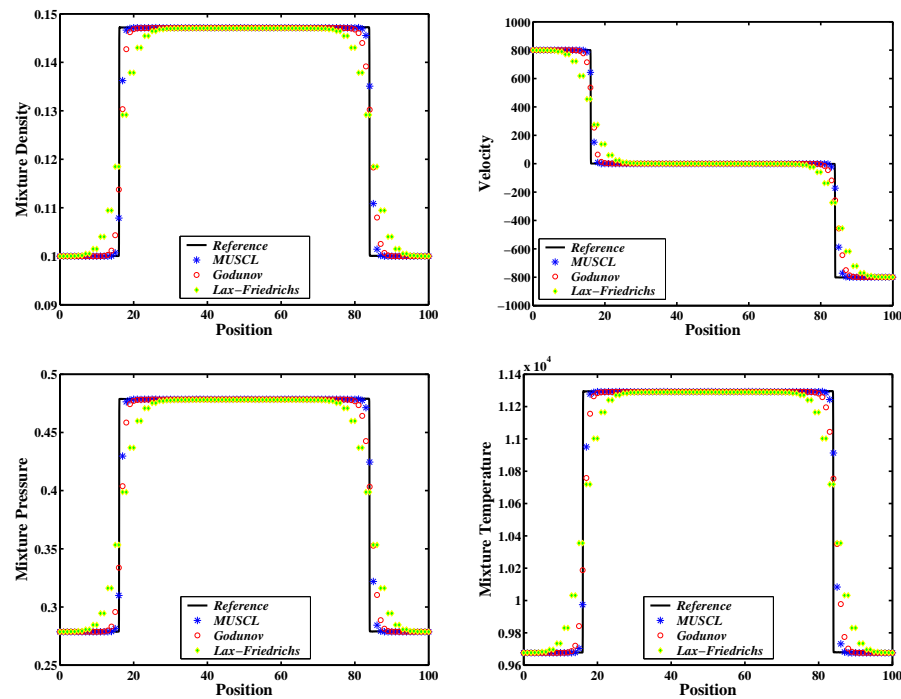 0.15
0.14
0.13
0.12
0.11
0.1
0.09
Mixture Density
Reference
MUSCL
Godunov
Lax–Friedrichs
0 20 40 60 80 100
Position
1000
800
600
400
200
0
−200
−400
−600
−800
−1000
Velocity
Reference
MUSCL
Godunov
Lax–Friedrichs
0 20 40 60 80 100
Position
0.5
0.45
0.4
0.35
0.3
0.25
Mixture Pressure
Reference
MUSCL
Godunov
Lax–Friedrichs
0 20 40 60 80 100
Position
x 10^4
1.14
1.12
1.1
1.08
1.06
1.04
1.02
1
0.98
0.96
Mixture Temperature
Reference
MUSCL
Godunov
Lax–Friedrichs
0 20 40 60 80 100
Position